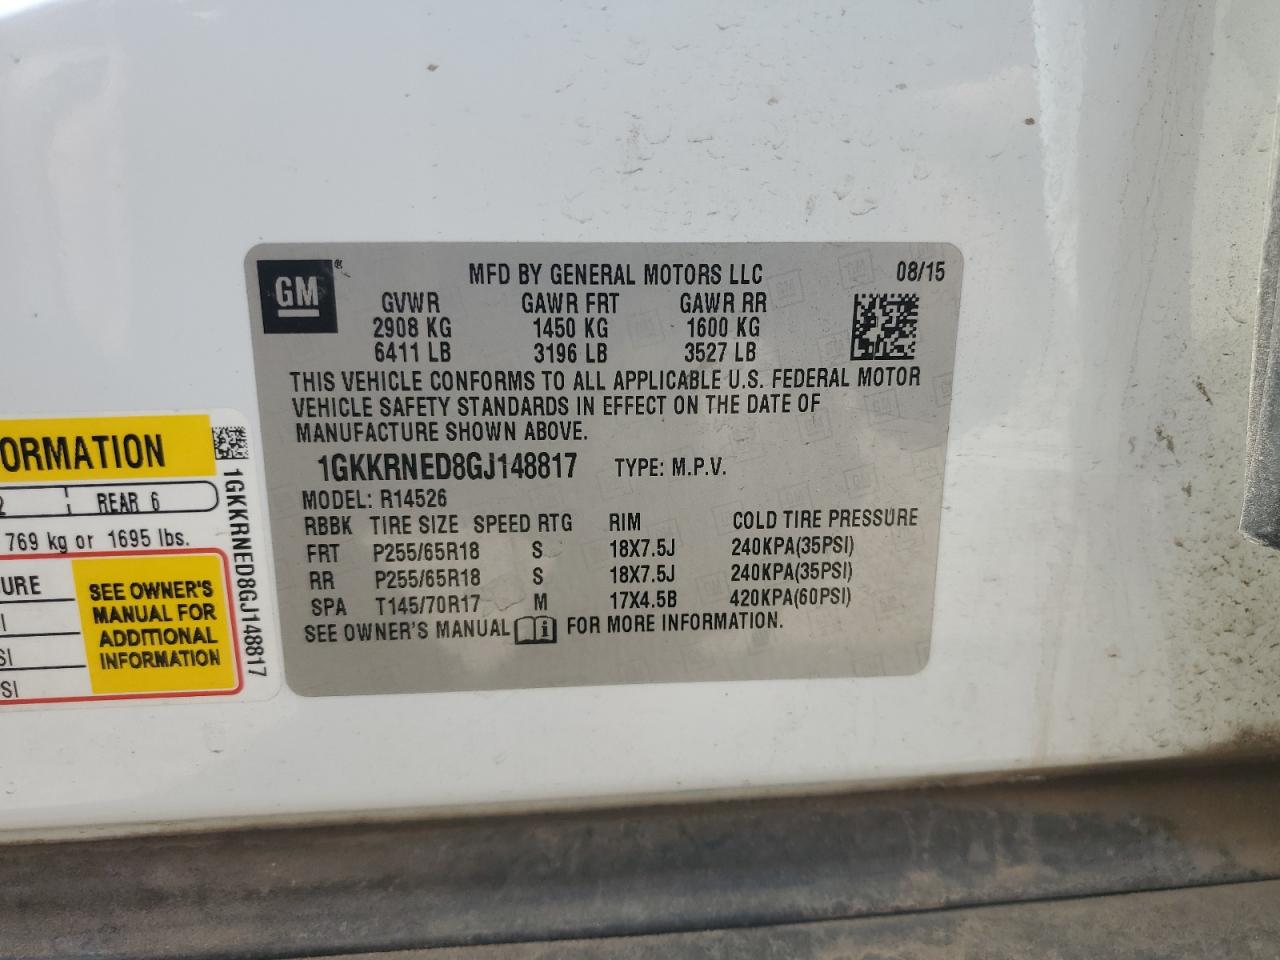 GM®
MFD BY GENERAL MOTORS LLC 08/15
GVWR GAWR FRT GAWR RR
2908 KG 1450 KG 1600 KG
6411 LB 3196 LB 3527 LB
THIS VEHICLE CONFORMS TO ALL APPLICABLE U.S. FEDERAL MOTOR
VEHICLE SAFETY STANDARDS IN EFFECT ON THE DATE OF
MANUFACTURE SHOWN ABOVE.
1GKKRNED8GJ148817 TYPE: M.P.V.
MODEL: R14526
RBBK TIRE SIZE SPEED RTG RIM COLD TIRE PRESSURE
FRT P255/65R18 S 18X7.5J 240KPA(35PSI)
RR P255/65R18 S 18X7.5J 240KPA(35PSI)
SPA T145/70R17 M 17X4.5B 420KPA(60PSI)
SEE OWNER'S MANUAL i FOR MORE INFORMATION.
ORMATION
2 REAR 6
769 kg or 1695 lbs.
URE
I
SI
SI
SEE OWNER'S
MANUAL FOR
ADDITIONAL
INFORMATION
1GKKRNED8GJ148817